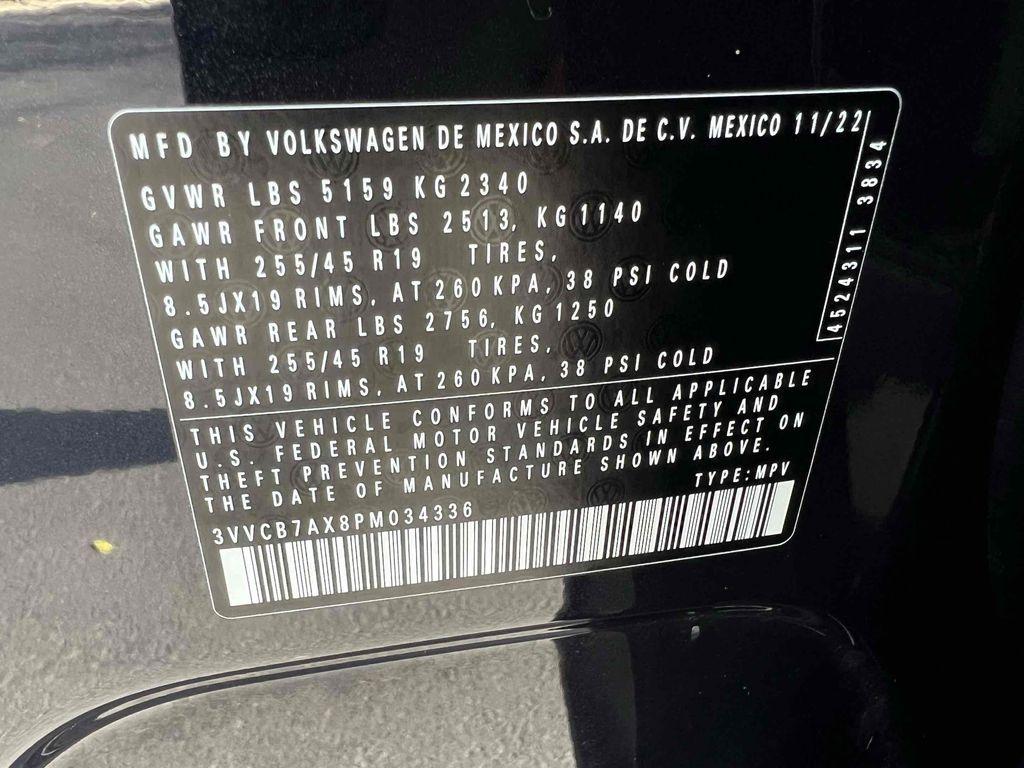 MFD BY VOLKSWAGEN DE MEXICO S.A. DE C.V. MEXICO 11/22
GVWR LBS 5159 KG 2340
GAWR FRONT LBS 2513, KG 1140
WITH 255/45 R19 TIRES,
8.5JX19 RIMS, AT 260 KPA, 38 PSI COLD
GAWR REAR LBS 2756, KG 1250
WITH 255/45 R19 TIRES,
8.5JX19 RIMS, AT 260 KPA, 38 PSI COLD
4524311 3834
THIS VEHICLE CONFORMS TO ALL APPLICABLE
U.S. FEDERAL MOTOR VEHICLE SAFETY AND
THEFT PREVENTION STANDARDS IN EFFECT ON
THE DATE OF MANUFACTURE SHOWN ABOVE.
TYPE:MPV
3VVCB7AX8PM034336